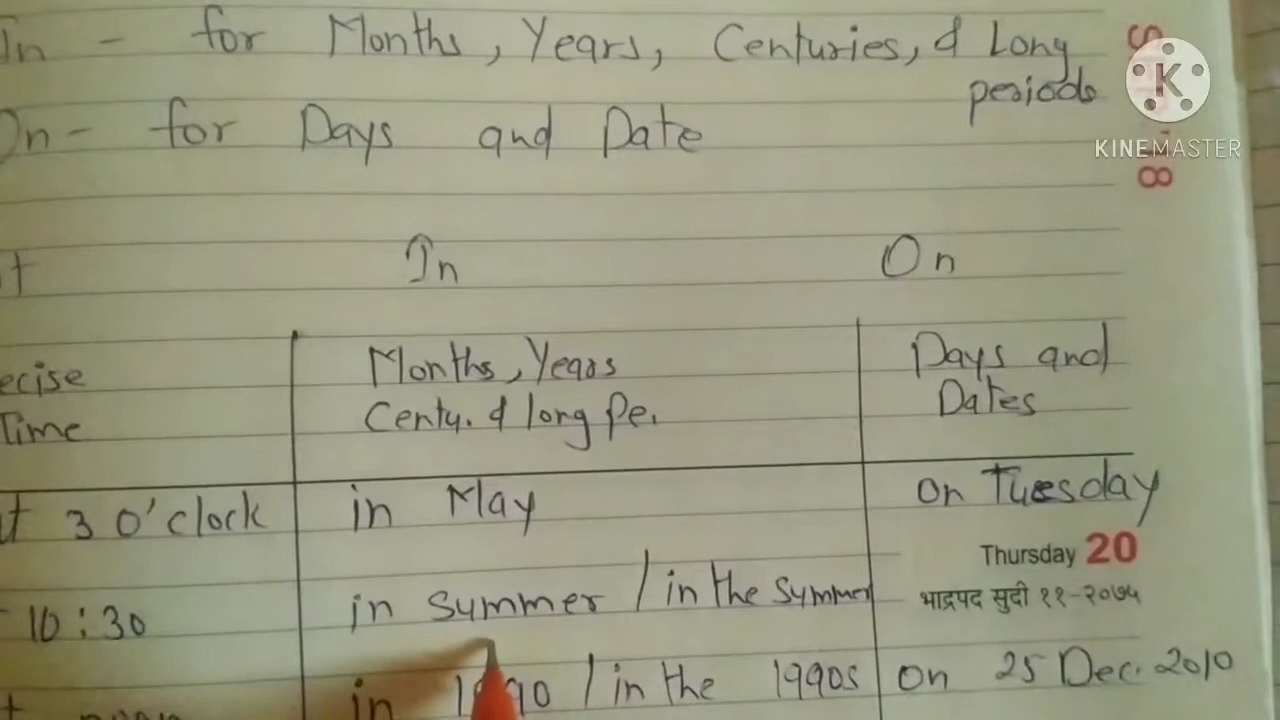 In - for Months, Years, Centuries, & Long
periods
On - for Days and Date
KINEMASTER
In On
ecise Months, Years Days and
Time Centy. & long Pe. Dates
3 O'clock in May on Tuesday
Thursday 20
10:30 in summer / in the summer भाद्रपद सुदी ११-२०७५
in 1990 / in the 1990s on 25 Dec. 2010